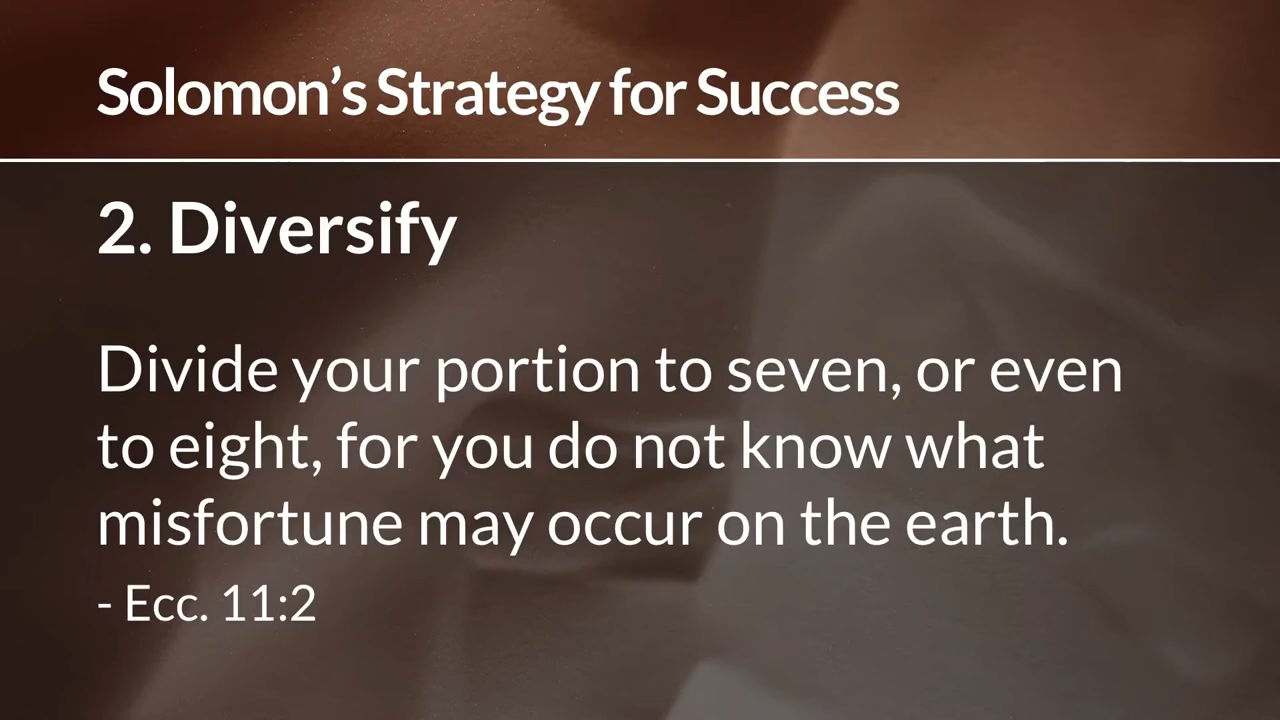 Solomon’s Strategy for Success
2. Diversify
Divide your portion to seven, or even
to eight, for you do not know what
misfortune may occur on the earth.
- Ecc. 11:2